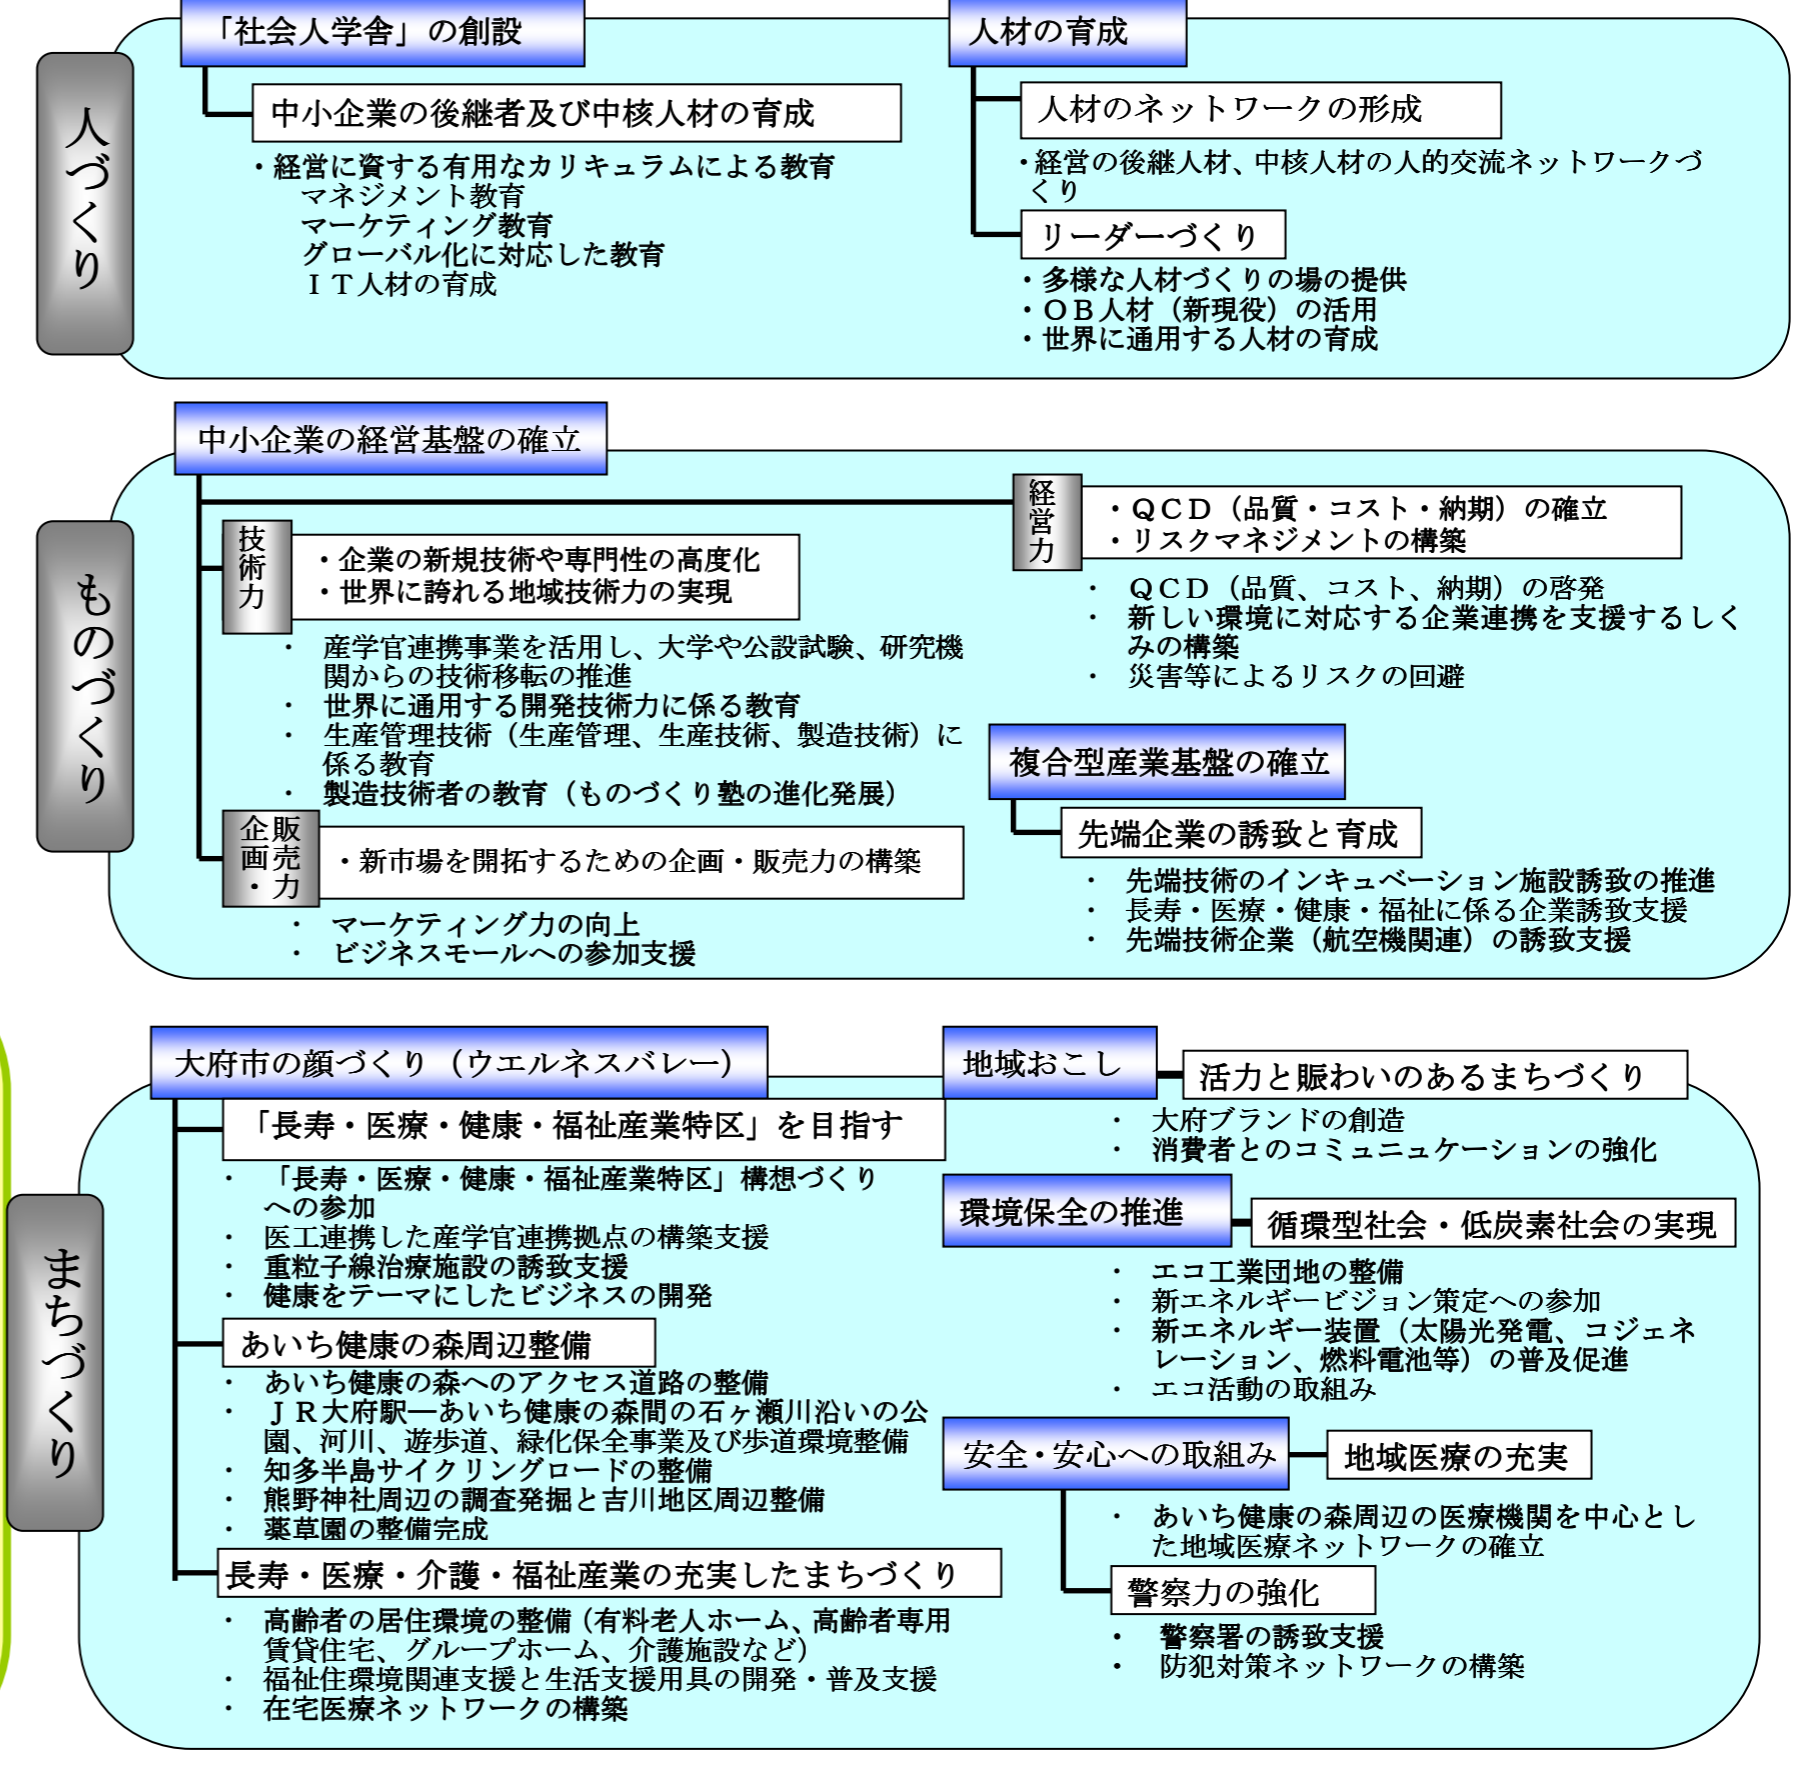 人づくり
「社会人学舎」の創設
中小企業の後継者及び中核人材の育成
・経営に資する有用なカリキュラムによる教育
マネジメント教育
マーケティング教育
グローバル化に対応した教育
ＩＴ人材の育成
人材の育成
人材のネットワークの形成
・経営の後継人材、中核人材の人的交流ネットワークづ
くり
リーダーづくり
・多様な人材づくりの場の提供
・ＯＢ人材（新現役）の活用
・世界に通用する人材の育成
ものづくり
中小企業の経営基盤の確立
技術力
・企業の新規技術や専門性の高度化
・世界に誇れる地域技術力の実現
・ 産学官連携事業を活用し、大学や公設試験、研究機
関からの技術移転の推進
・ 世界に通用する開発技術力に係る教育
・ 生産管理技術（生産管理、生産技術、製造技術）に
係る教育
・ 製造技術者の教育（ものづくり塾の進化発展）
企画・
販売力
・新市場を開拓するための企画・販売力の構築
・ マーケティング力の向上
・ ビジネスモールへの参加支援
経営力
・ＱＣＤ（品質・コスト・納期）の確立
・リスクマネジメントの構築
・ ＱＣＤ（品質、コスト、納期）の啓発
・ 新しい環境に対応する企業連携を支援するしく
みの構築
・ 災害等によるリスクの回避
複合型産業基盤の確立
先端企業の誘致と育成
・ 先端技術のインキュベーション施設誘致の推進
・ 長寿・医療・健康・福祉に係る企業誘致支援
・ 先端技術企業（航空機関連）の誘致支援
まちづくり
大府市の顔づくり（ウエルネスバレー）
「長寿・医療・健康・福祉産業特区」を目指す
・ 「長寿・医療・健康・福祉産業特区」構想づくり
への参加
・ 医工連携した産学官連携拠点の構築支援
・ 重粒子線治療施設の誘致支援
・ 健康をテーマにしたビジネスの開発
あいち健康の森周辺整備
・ あいち健康の森へのアクセス道路の整備
・ ＪＲ大府駅―あいち健康の森間の石ヶ瀬川沿いの公
園、河川、遊歩道、緑化保全事業及び歩道環境整備
・ 知多半島サイクリングロードの整備
・ 熊野神社周辺の調査発掘と吉川地区周辺整備
・ 薬草園の整備完成
長寿・医療・介護・福祉産業の充実したまちづくり
・ 高齢者の居住環境の整備（有料老人ホーム、高齢者専用
賃貸住宅、グループホーム、介護施設など）
・ 福祉住環境関連支援と生活支援用具の開発・普及支援
・ 在宅医療ネットワークの構築
地域おこし
活力と賑わいのあるまちづくり
・ 大府ブランドの創造
・ 消費者とのコミュニュケーションの強化
環境保全の推進
循環型社会・低炭素社会の実現
・ エコ工業団地の整備
・ 新エネルギービジョン策定への参加
・ 新エネルギー装置（太陽光発電、コジェネ
レーション、燃料電池等）の普及促進
・ エコ活動の取組み
安全・安心への取組み
地域医療の充実
・ あいち健康の森周辺の医療機関を中心とし
た地域医療ネットワークの確立
警察力の強化
・ 警察署の誘致支援
・ 防犯対策ネットワークの構築